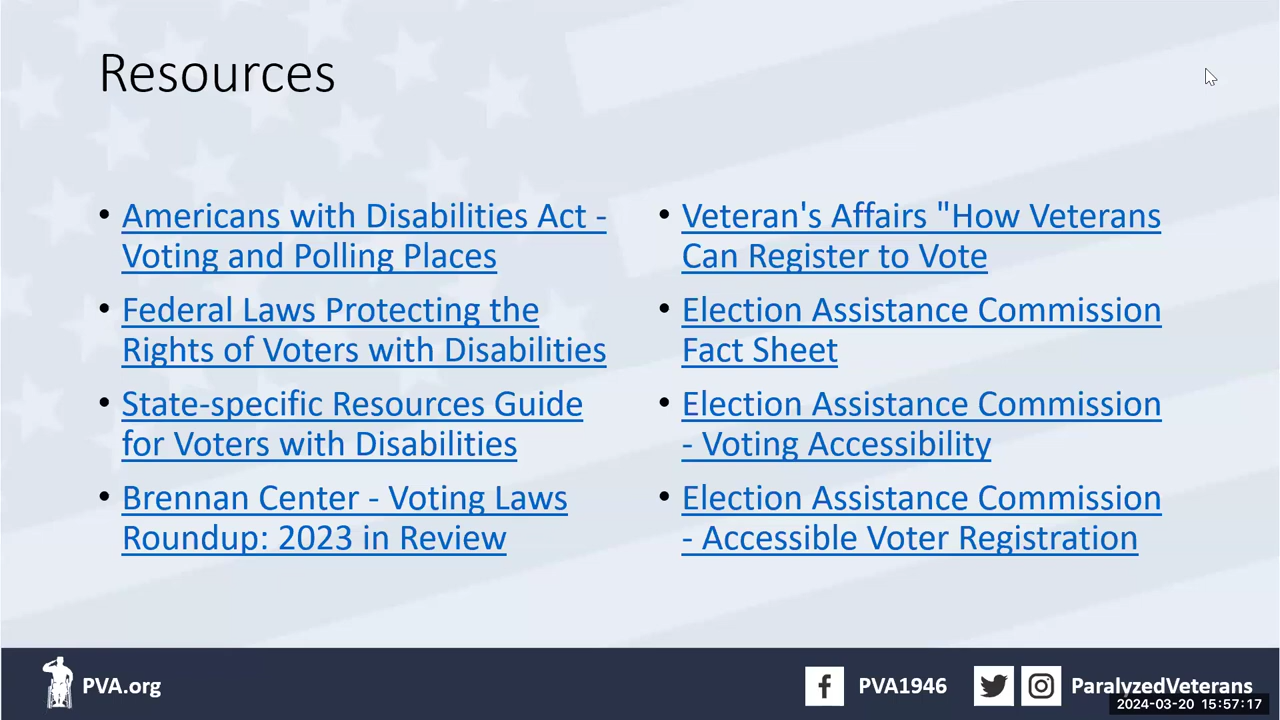 Resources
• Americans with Disabilities Act -
Voting and Polling Places
• Federal Laws Protecting the
Rights of Voters with Disabilities
• State-specific Resources Guide
for Voters with Disabilities
• Brennan Center - Voting Laws
Roundup: 2023 in Review
• Veteran's Affairs "How Veterans
Can Register to Vote
• Election Assistance Commission
Fact Sheet
• Election Assistance Commission
- Voting Accessibility
• Election Assistance Commission
- Accessible Voter Registration
PVA.org
PVA1946
ParalyzedVeterans
2024-03-20 15:57:17